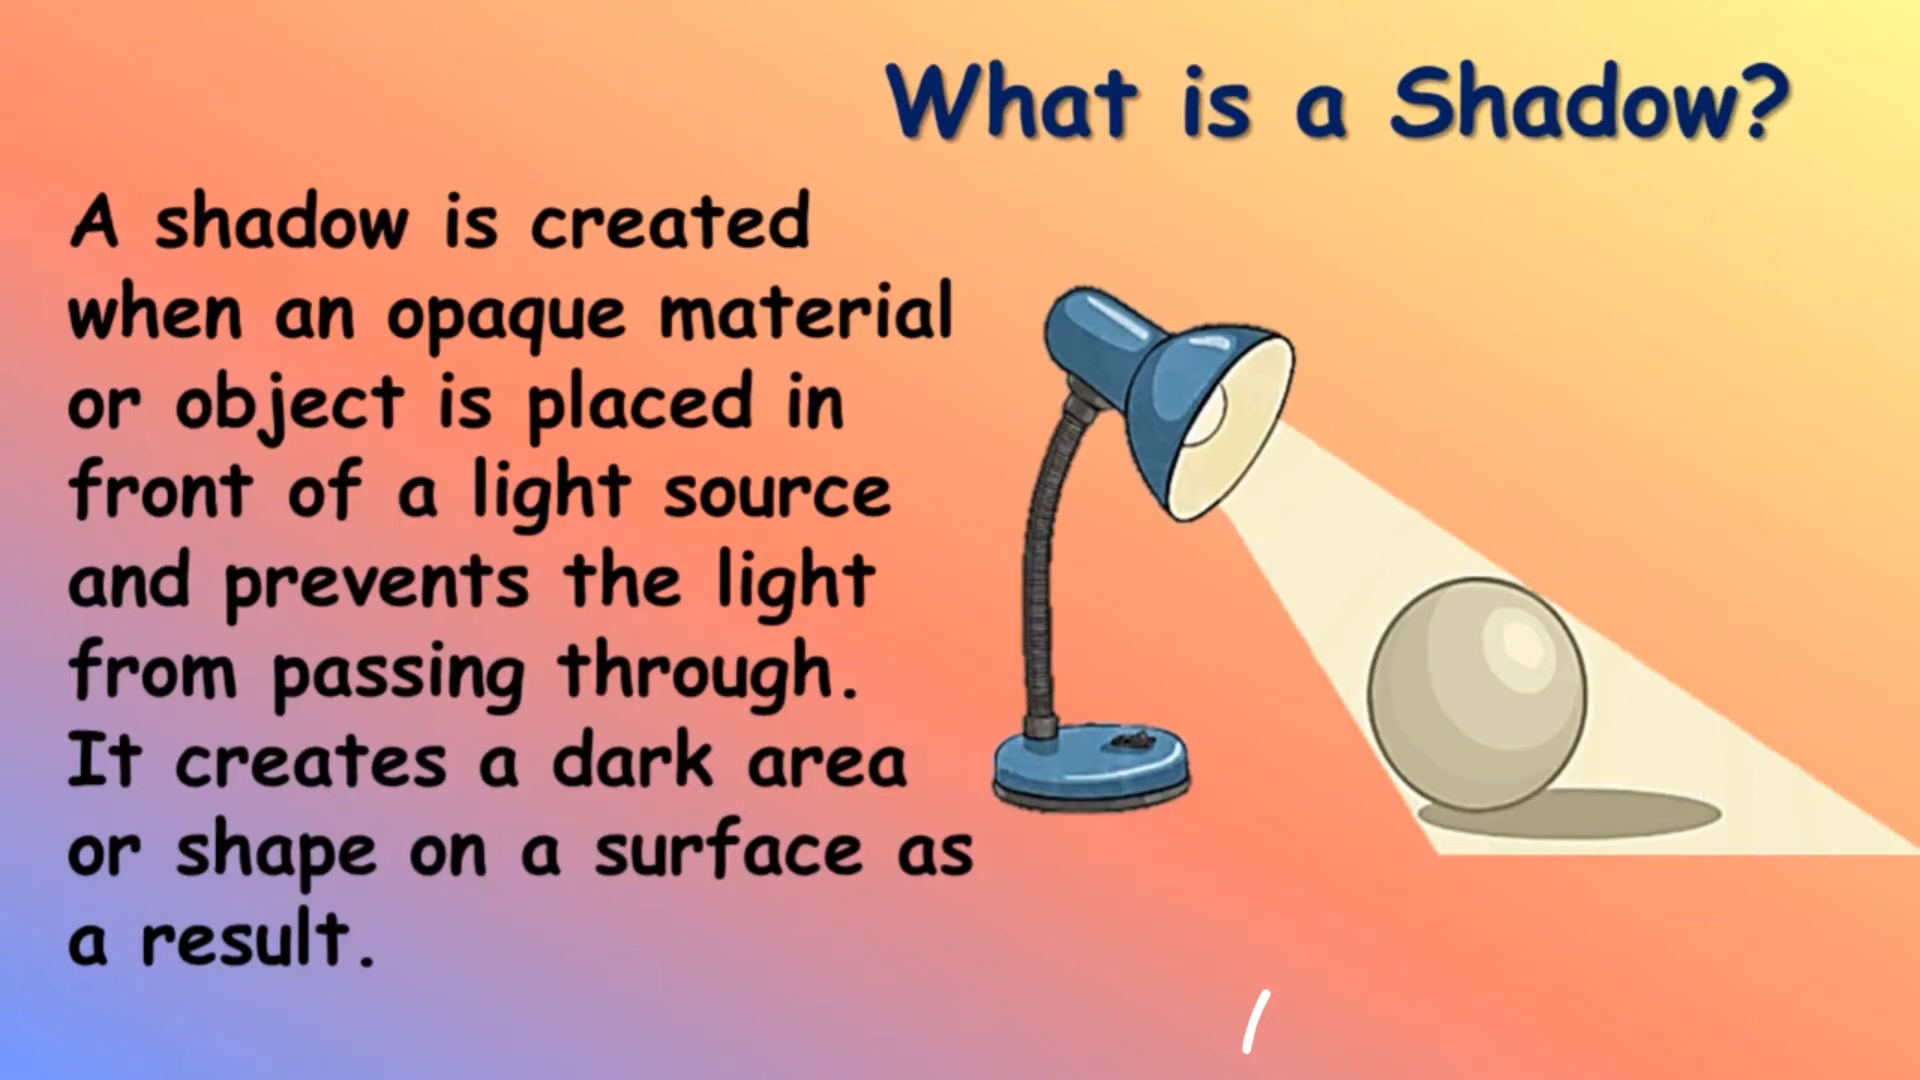 What is a Shadow?
A shadow is created
when an opaque material
or object is placed in
front of a light source
and prevents the light
from passing through.
It creates a dark area
or shape on a surface as
a result.